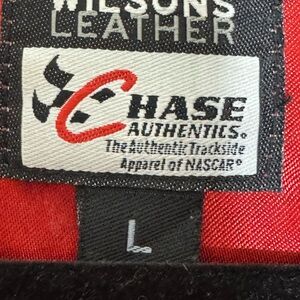 WILSONS
LEATHER
CHASE
AUTHENTICS®
The Authentic Trackside
Apparel of NASCAR®
L